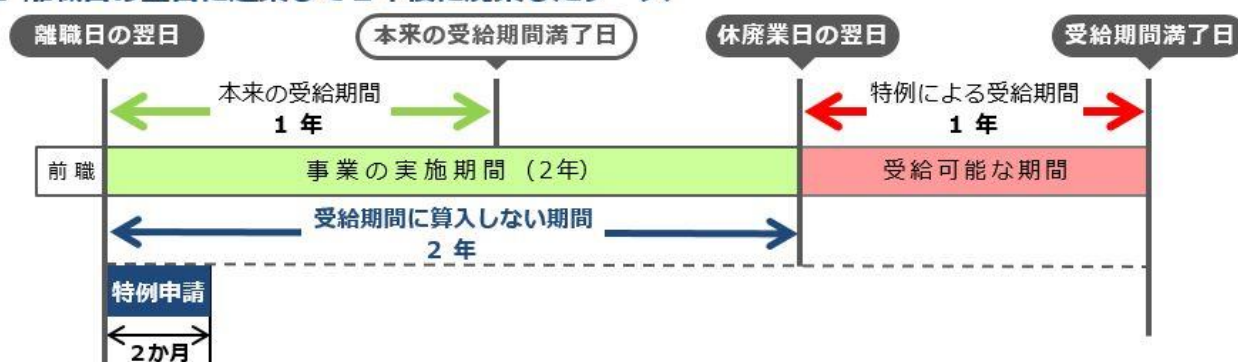 離職日の翌日
本来の受給期間満了日
休廃業日の翌日
受給期間満了日
本来の受給期間
1 年
特例による受給期間
1 年
前職
事業の実施期間(2年)
受給可能な期間
受給期間に算入しない期間
2 年
特例申請
2か月